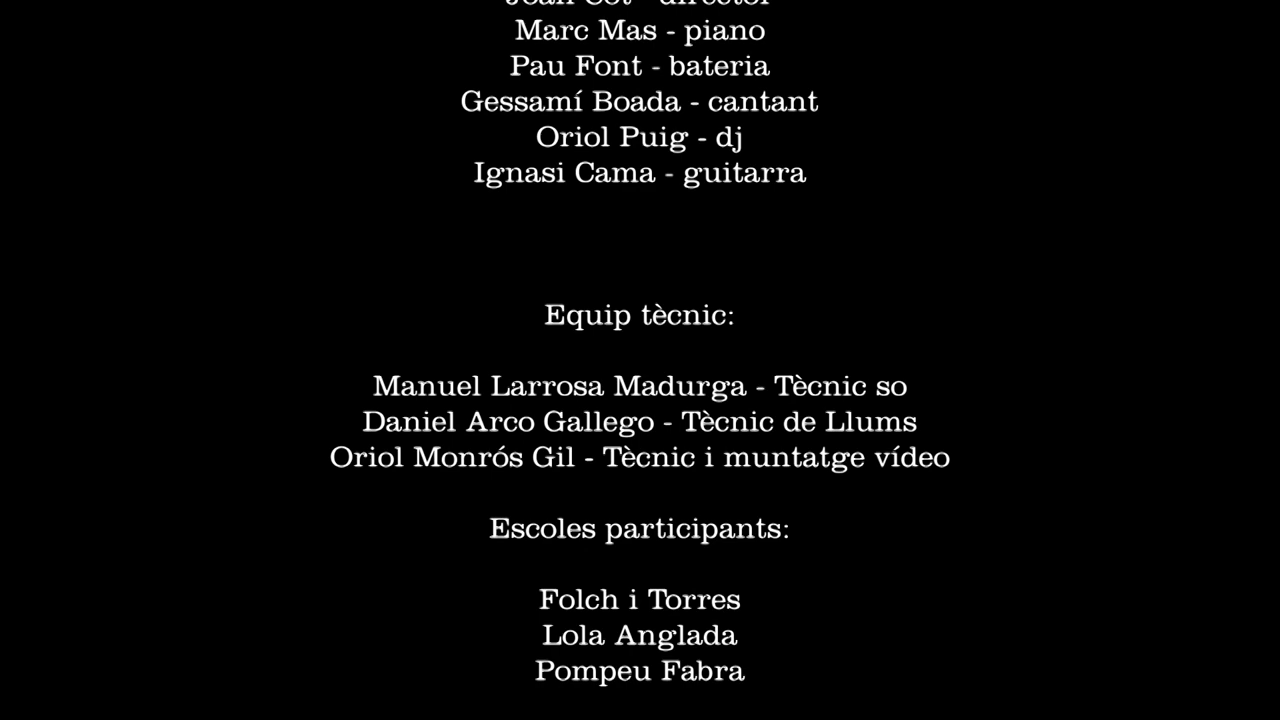 Marc Mas - piano
Pau Font - bateria
Gessamí Boada - cantant
Oriol Puig - dj
Ignasi Cama - guitarra
Equip tècnic:
Manuel Larrosa Madurga - Tècnic so
Daniel Arco Gallego - Tècnic de Llums
Oriol Monrós Gil - Tècnic i muntatge vídeo
Escoles participants:
Folch i Torres
Lola Anglada
Pompeu Fabra